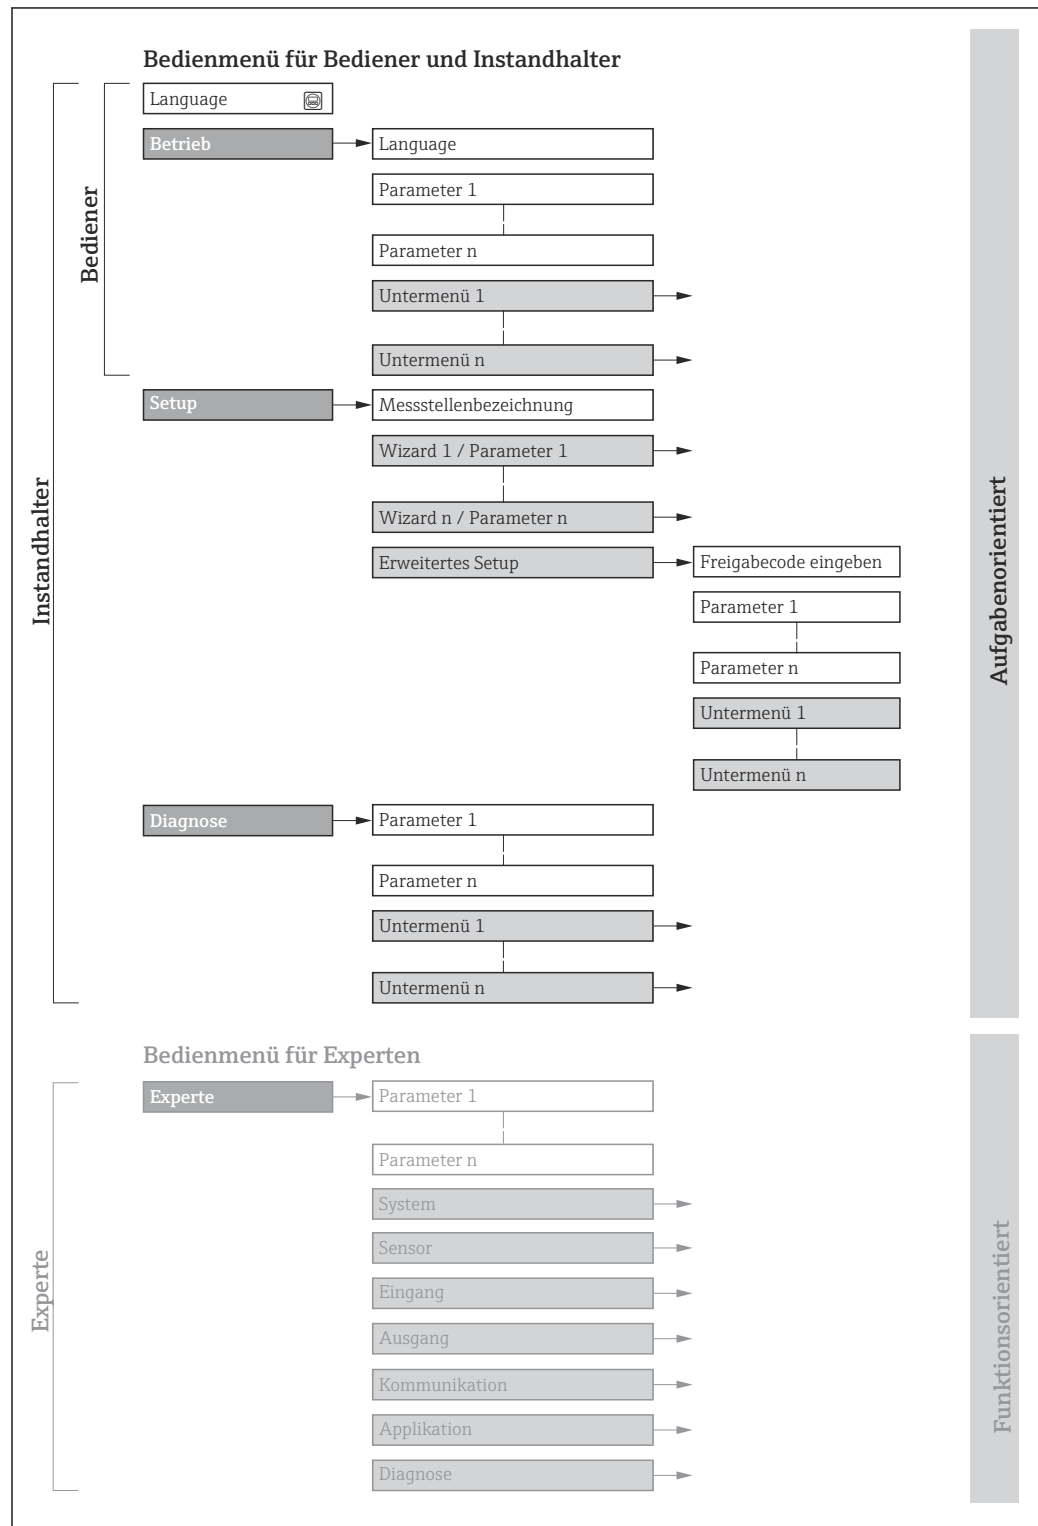 Bedienmenü für Bediener und Instandhalter
Language
Betrieb
Language
Parameter 1
Parameter n
Untermenü 1
Untermenü n
Bediener
Setup
Messstellenbezeichnung
Wizard 1 / Parameter 1
Wizard n / Parameter n
Erweitertes Setup
Freigabecode eingeben
Parameter 1
Parameter n
Untermenü 1
Untermenü n
Instandhalter
Aufgabenorientiert
Diagnose
Parameter 1
Parameter n
Untermenü 1
Untermenü n
Bedienmenü für Experten
Experte
Parameter 1
Parameter n
System
Sensor
Eingang
Ausgang
Kommunikation
Applikation
Diagnose
Experte
Funktionsorientiert